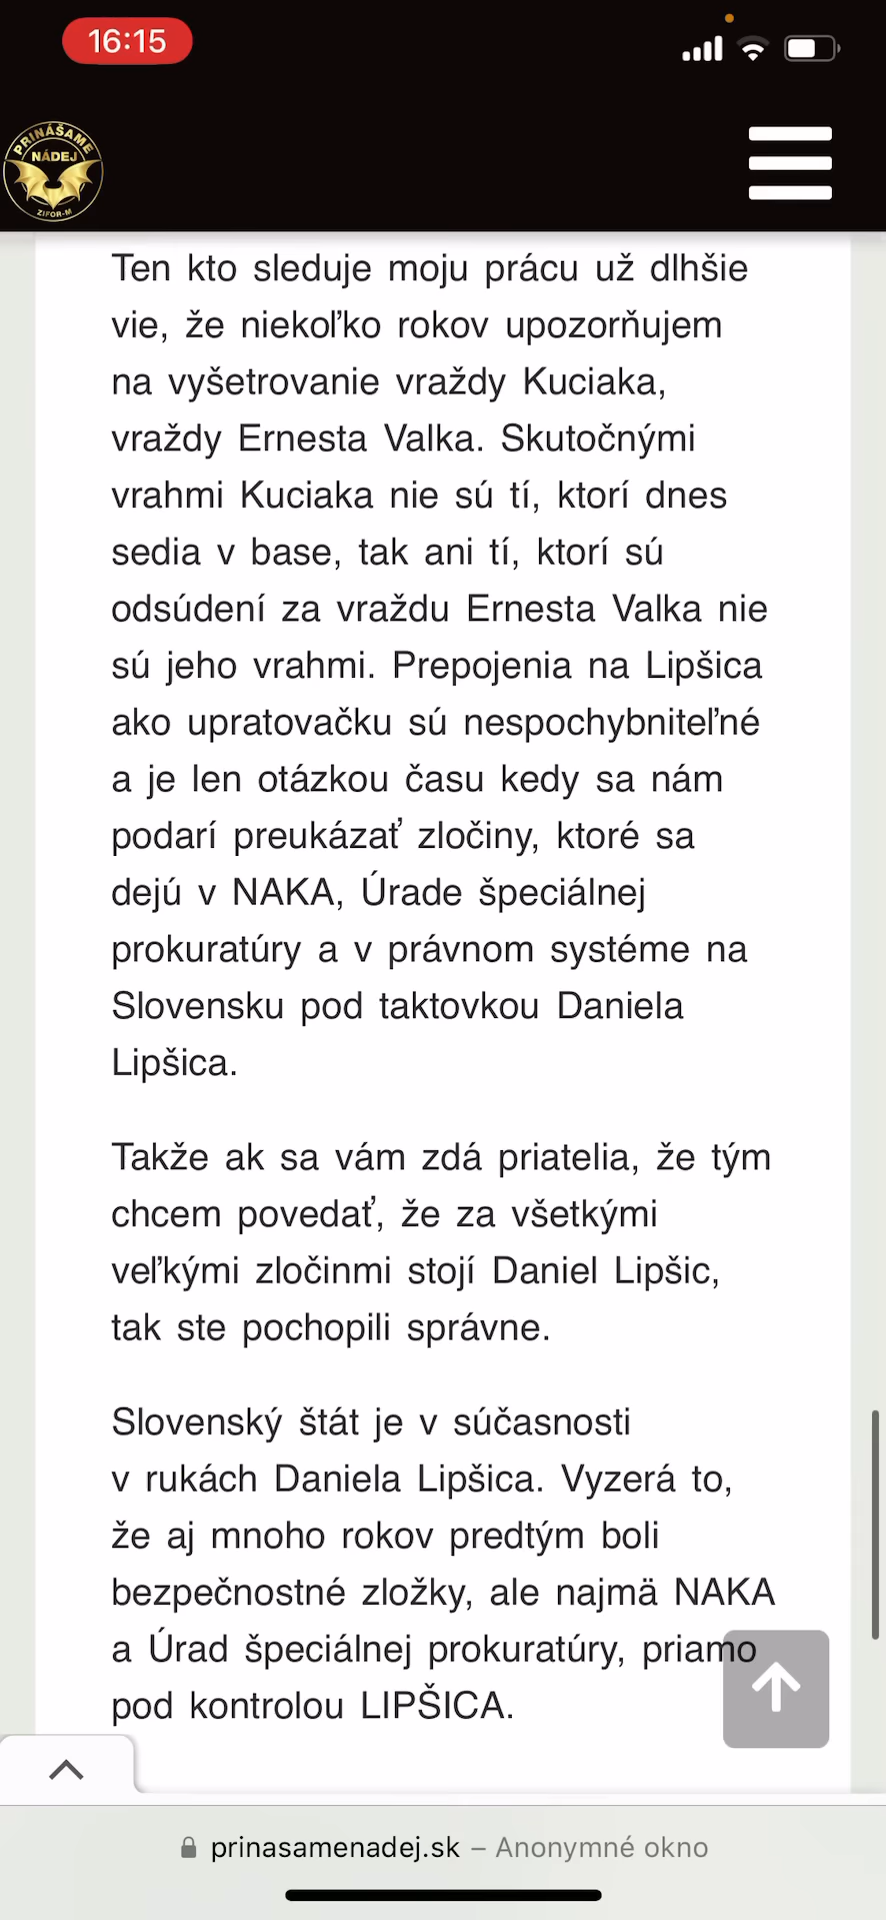 16:15
PRINÁŠAME
NÁDEJ
ZIFOR-M
Ten kto sleduje moju prácu už dlhšie
vie, že niekoľko rokov upozorňujem
na vyšetrovanie vraždy Kuciaka,
vraždy Ernesta Valka. Skutočnými
vrahmi Kuciaka nie sú tí, ktorí dnes
sedia v base, tak ani tí, ktorí sú
odsúdení za vraždu Ernesta Valka nie
sú jeho vrahmi. Prepojenia na Lipšica
ako upratovačku sú nespochybniteľné
a je len otázkou času kedy sa nám
podarí preukázať zločiny, ktoré sa
dejú v NAKA, Úrade špeciálnej
prokuratúry a v právnom systéme na
Slovensku pod taktovkou Daniela
Lipšica.
Takže ak sa vám zdá priatelia, že tým
chcem povedať, že za všetkými
veľkými zločinmi stojí Daniel Lipšic,
tak ste pochopili správne.
Slovenský štát je v súčasnosti
v rukách Daniela Lipšica. Vyzerá to,
že aj mnoho rokov predtým boli
bezpečnostné zložky, ale najmä NAKA
a Úrad špeciálnej prokuratúry, priamo
pod kontrolou LIPŠICA.
prinasamenadej.sk – Anonymné okno